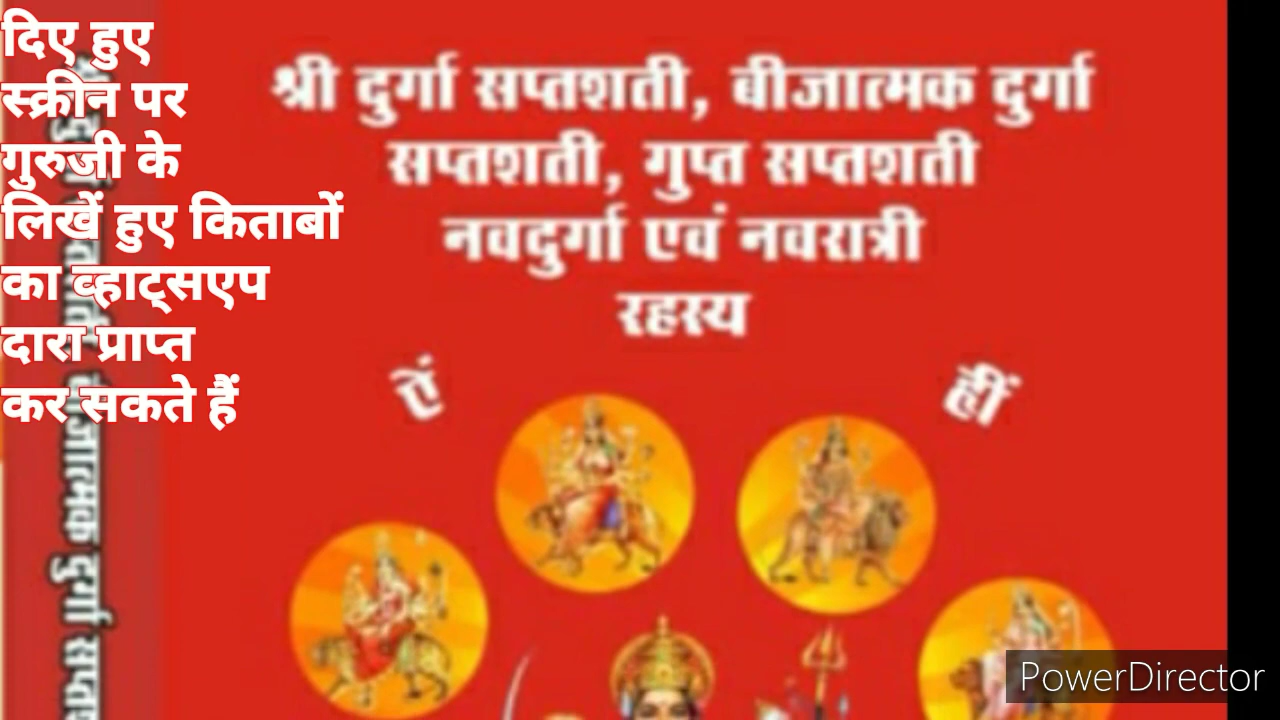 दिए हुए
स्क्रीन पर
गुरुजी के
लिखें हुए किताबों
का व्हाट्सएप
दारा प्राप्त
कर सकते हैं
श्री दुर्गा सप्तशती, बीजात्मक दुर्गा
सप्तशती, गुप्त सप्तशती
नवदुर्गा एवं नवरात्री
रहस्य
ऐं
हीं
PowerDirector